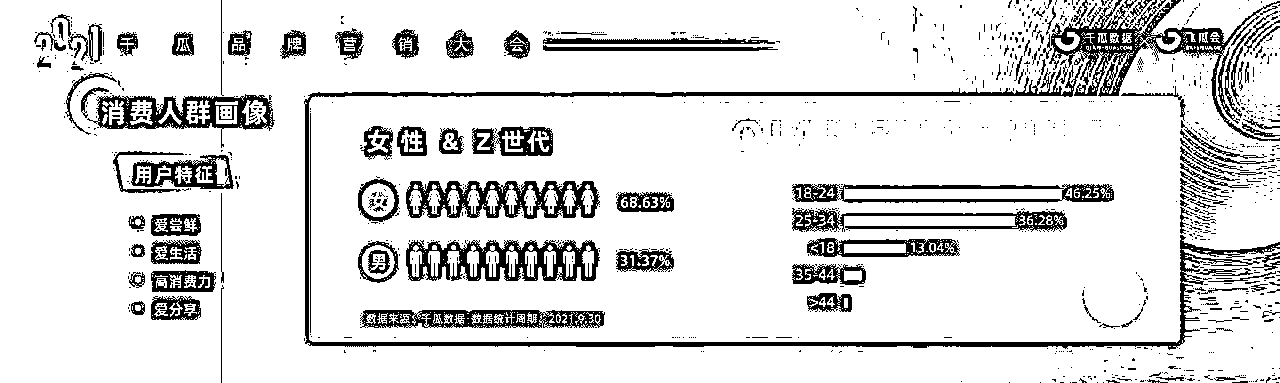 2021 千瓜品牌营销大会
千瓜数据
QIAN-GUA.COM
飞瓜会
消费人群画像
用户特征
爱尝鲜
爱生活
高消费力
爱分享
女性 & Z世代
女 68.63%
男 31.37%
数据来源：千瓜数据 数据统计周期：2021.9.30
18-24 46.25%
25-34 36.28%
<18 13.04%
35-44
>44